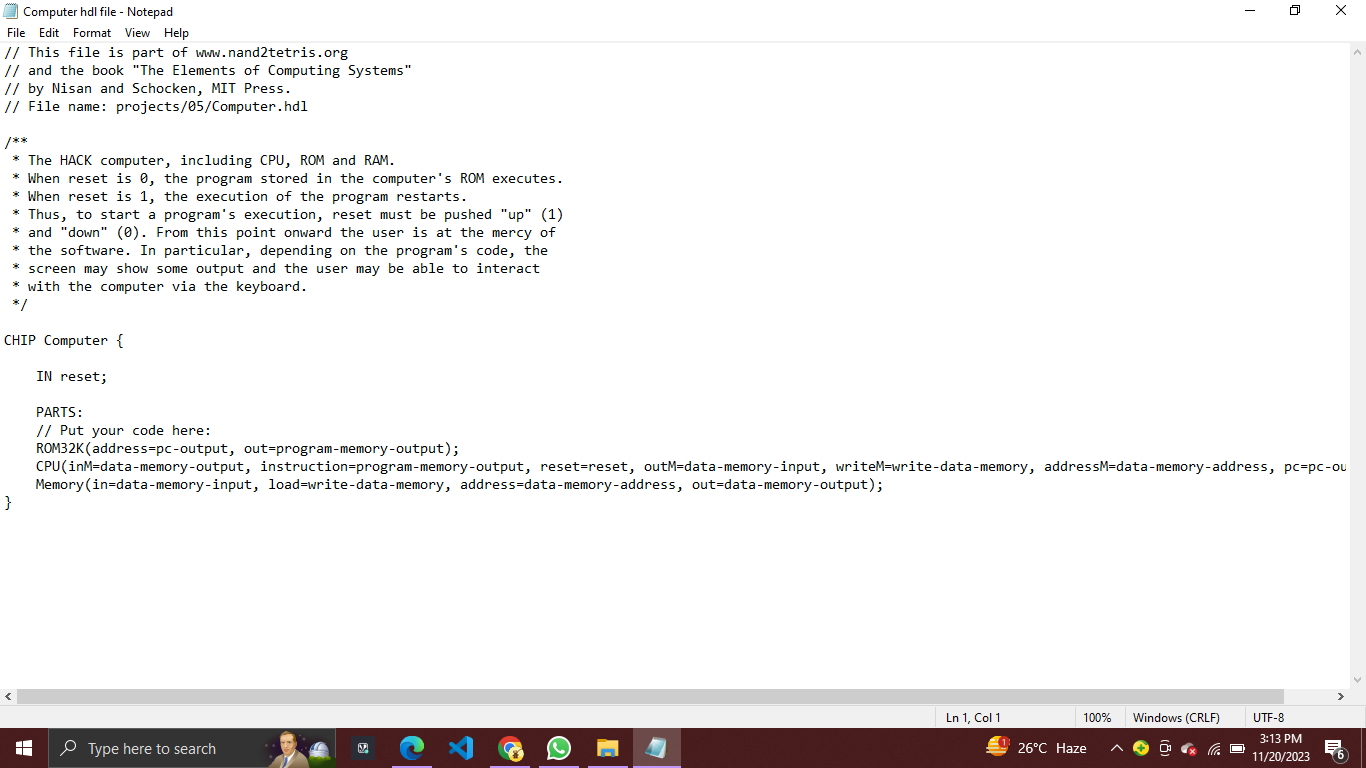 Computer hdl file - Notepad
File Edit Format View Help
// This file is part of www.nand2tetris.org
// and the book "The Elements of Computing Systems"
// by Nisan and Schocken, MIT Press.
// File name: projects/05/Computer.hdl
/**
* The HACK computer, including CPU, ROM and RAM.
* When reset is 0, the program stored in the computer's ROM executes.
* When reset is 1, the execution of the program restarts.
* Thus, to start a program's execution, reset must be pushed "up" (1)
* and "down" (0). From this point onward the user is at the mercy of
* the software. In particular, depending on the program's code, the
* screen may show some output and the user may be able to interact
* with the computer via the keyboard.
*/
CHIP Computer {
IN reset;
PARTS:
// Put your code here:
ROM32K(address=pc-output, out=program-memory-output);
CPU(inM=data-memory-output, instruction=program-memory-output, reset=reset, outM=data-memory-input, writeM=write-data-memory, addressM=data-memory-address, pc=pc-ou
Memory(in=data-memory-input, load=write-data-memory, address=data-memory-address, out=data-memory-output);
}
Ln 1, Col 1 100% Windows (CRLF) UTF-8
Type here to search
1 26°C Haze
3:13 PM
11/20/2023
6